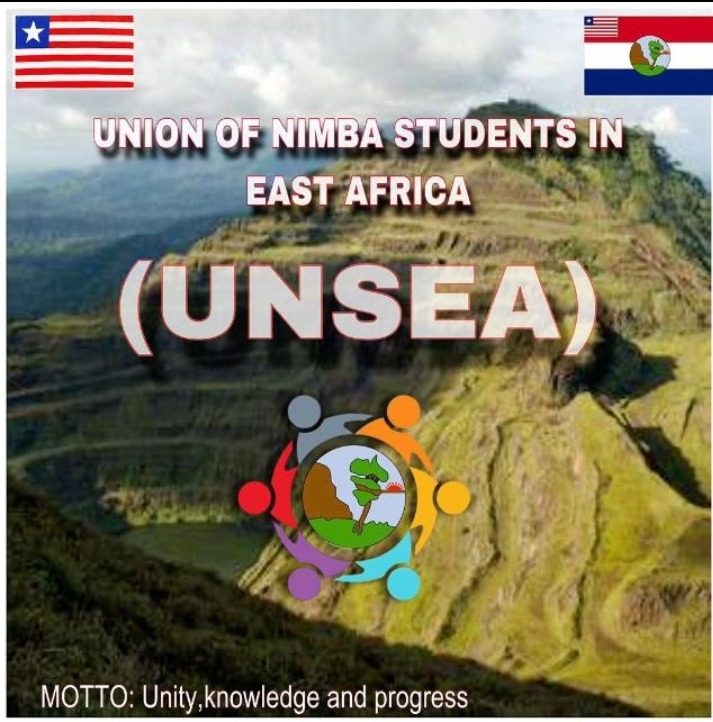 UNION OF NIMBA STUDENTS IN
EAST AFRICA
(UNSEA)
MOTTO: Unity,knowledge and progress